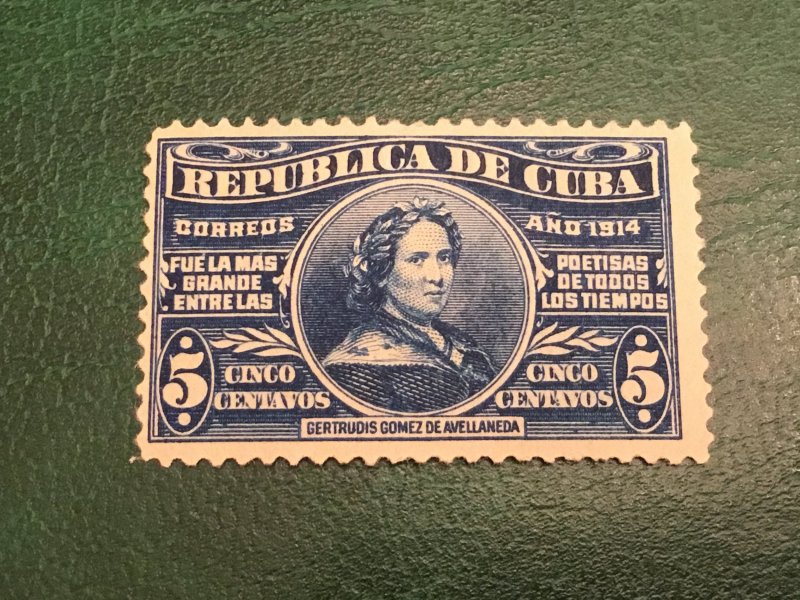 REPUBLICA DE CUBA
CORREOS
AÑO 1914
FUE LA MAS
GRANDE
ENTRE LAS
POETISAS
DE TODOS
LOS TIEMPOS
5
CINCO
CENTAVOS
CINCO
CENTAVOS
5
GERTRUDIS GOMEZ DE AVELLANEDA